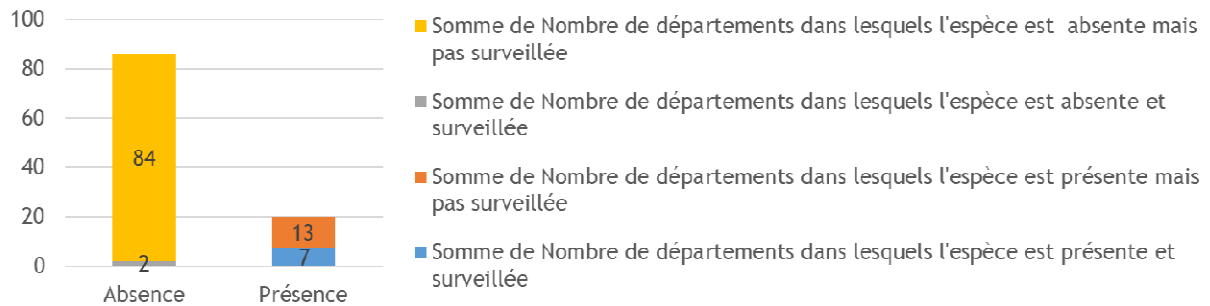 100
80
60
40
20
0
84
2
13
7
Absence
Présence
Somme de Nombre de départements dans lesquels l'espèce est absente mais
pas surveillée
Somme de Nombre de départements dans lesquels l'espèce est absente et
surveillée
Somme de Nombre de départements dans lesquels l'espèce est présente mais
pas surveillée
Somme de Nombre de départements dans lesquels l'espèce est présente et
surveillée